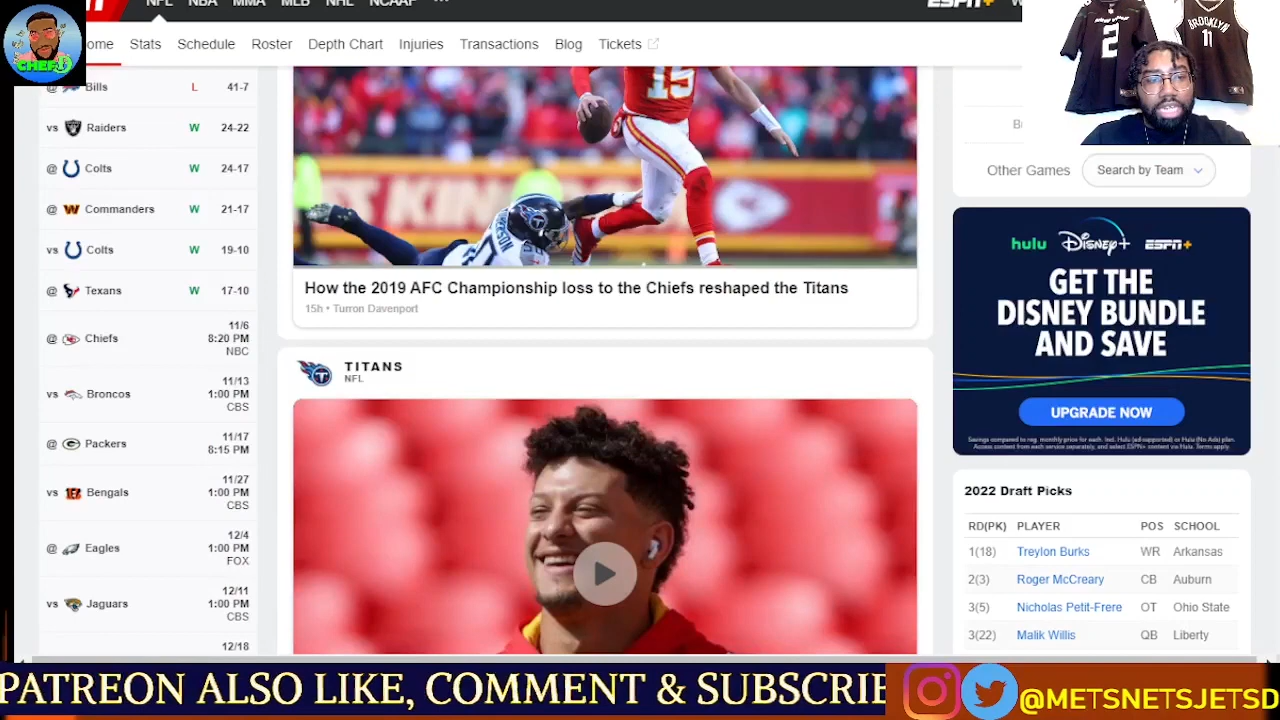 NFL NBA MMA MLB NHL NCAAF ...
ESPN+
Home Stats Schedule Roster Depth Chart Injuries Transactions Blog Tickets
CHEF
@ Bills L 41-7
vs Raiders W 24-22
@ Colts W 24-17
@ Commanders W 21-17
vs Colts W 19-10
@ Texans W 17-10
@ Chiefs 11/6 8:20 PM NBC
vs Broncos 11/13 1:00 PM CBS
@ Packers 11/17 8:15 PM
vs Bengals 11/27 1:00 PM CBS
@ Eagles 12/4 1:00 PM FOX
vs Jaguars 12/11 1:00 PM CBS
12/18
15
How the 2019 AFC Championship loss to the Chiefs reshaped the Titans
15h • Turron Davenport
TITANS
NFL
2
BROOKLYN
11
Other Games Search by Team
hulu Disney+ ESPN+
GET THE
DISNEY BUNDLE
AND SAVE
UPGRADE NOW
2022 Draft Picks
RD(PK) PLAYER POS SCHOOL
1(18) Treylon Burks WR Arkansas
2(3) Roger McCreary CB Auburn
3(5) Nicholas Petit-Frere OT Ohio State
3(22) Malik Willis QB Liberty
PATREON ALSO LIKE, COMMENT & SUBSCRIBE
@METSNETSJETSD